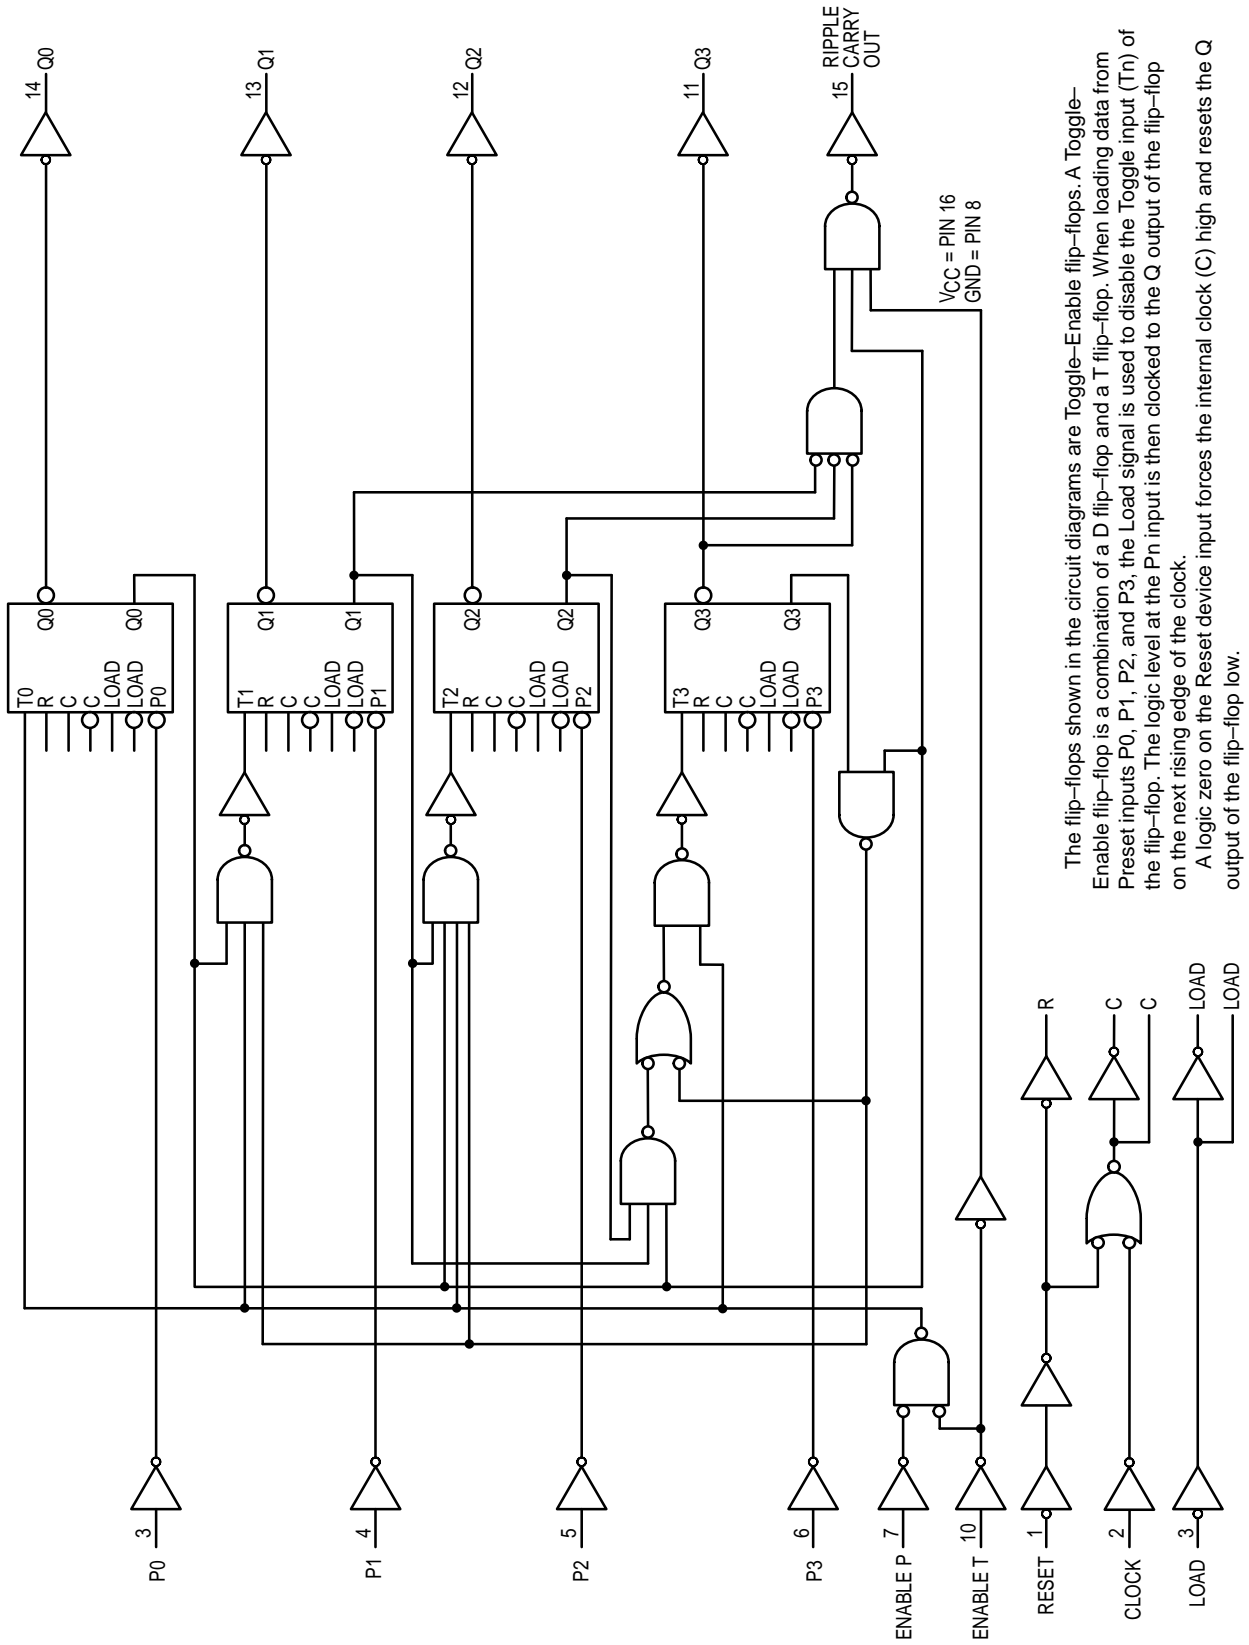 P0
3
P1
4
P2
5
P3
6
ENABLE P
7
ENABLE T
10
RESET
1
CLOCK
2
LOAD
3
R
C
C
LOAD
LOAD
T0
R
C
C
LOAD
LOAD
P0
Q0
Q0
T1
R
C
C
LOAD
LOAD
P1
Q1
Q1
T2
R
C
C
LOAD
LOAD
P2
Q2
Q2
T3
R
C
C
LOAD
LOAD
P3
Q3
Q3
14 Q0
13 Q1
12 Q2
11 Q3
15
RIPPLE
CARRY
OUT
VCC = PIN 16
GND = PIN 8
The flip–flops shown in the circuit diagrams are Toggle–Enable flip–flops. A Toggle–
Enable flip–flop is a combination of a D flip–flop and a T flip–flop. When loading data from
Preset inputs P0, P1, P2, and P3, the Load signal is used to disable the Toggle input (Tn) of
the flip–flop. The logic level at the Pn input is then clocked to the Q output of the flip–flop
on the next rising edge of the clock.
A logic zero on the Reset device input forces the internal clock (C) high and resets the Q
output of the flip–flop low.